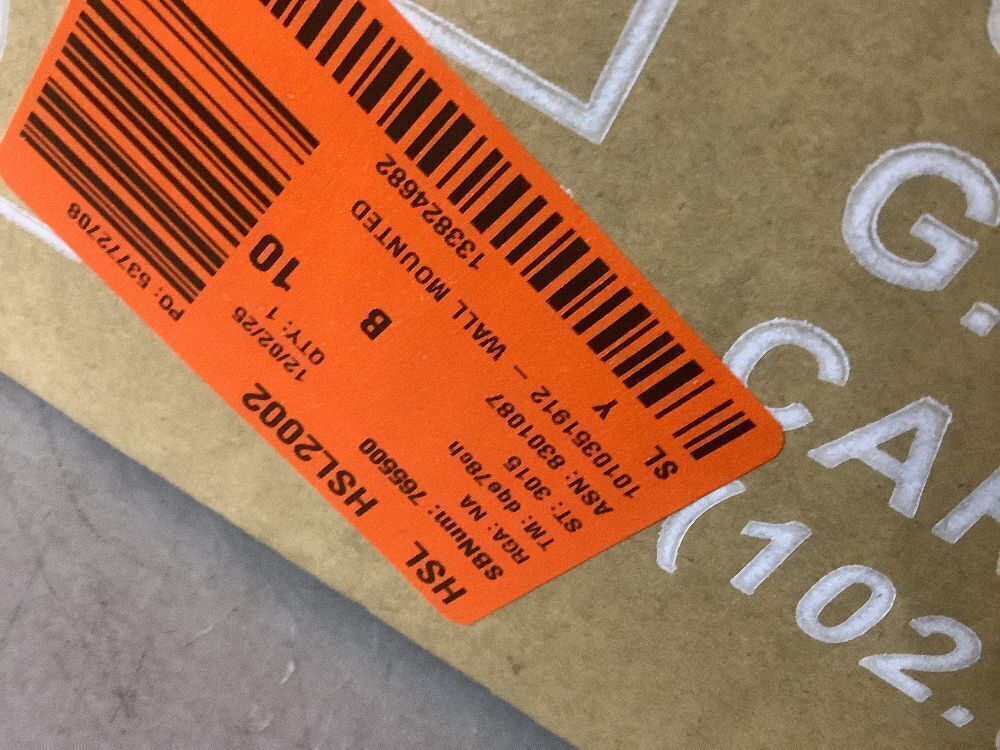 HSL HSL2002 12/02/25 PO: 53772708
SBNum: 765500 QTY: 1
RGA: NA B 10
TM: dqe78ch
ST: 3015
ASN: 8301087
1010351912 - WALL MOUNTED
SL Y 133824682
G.
CA
(102.